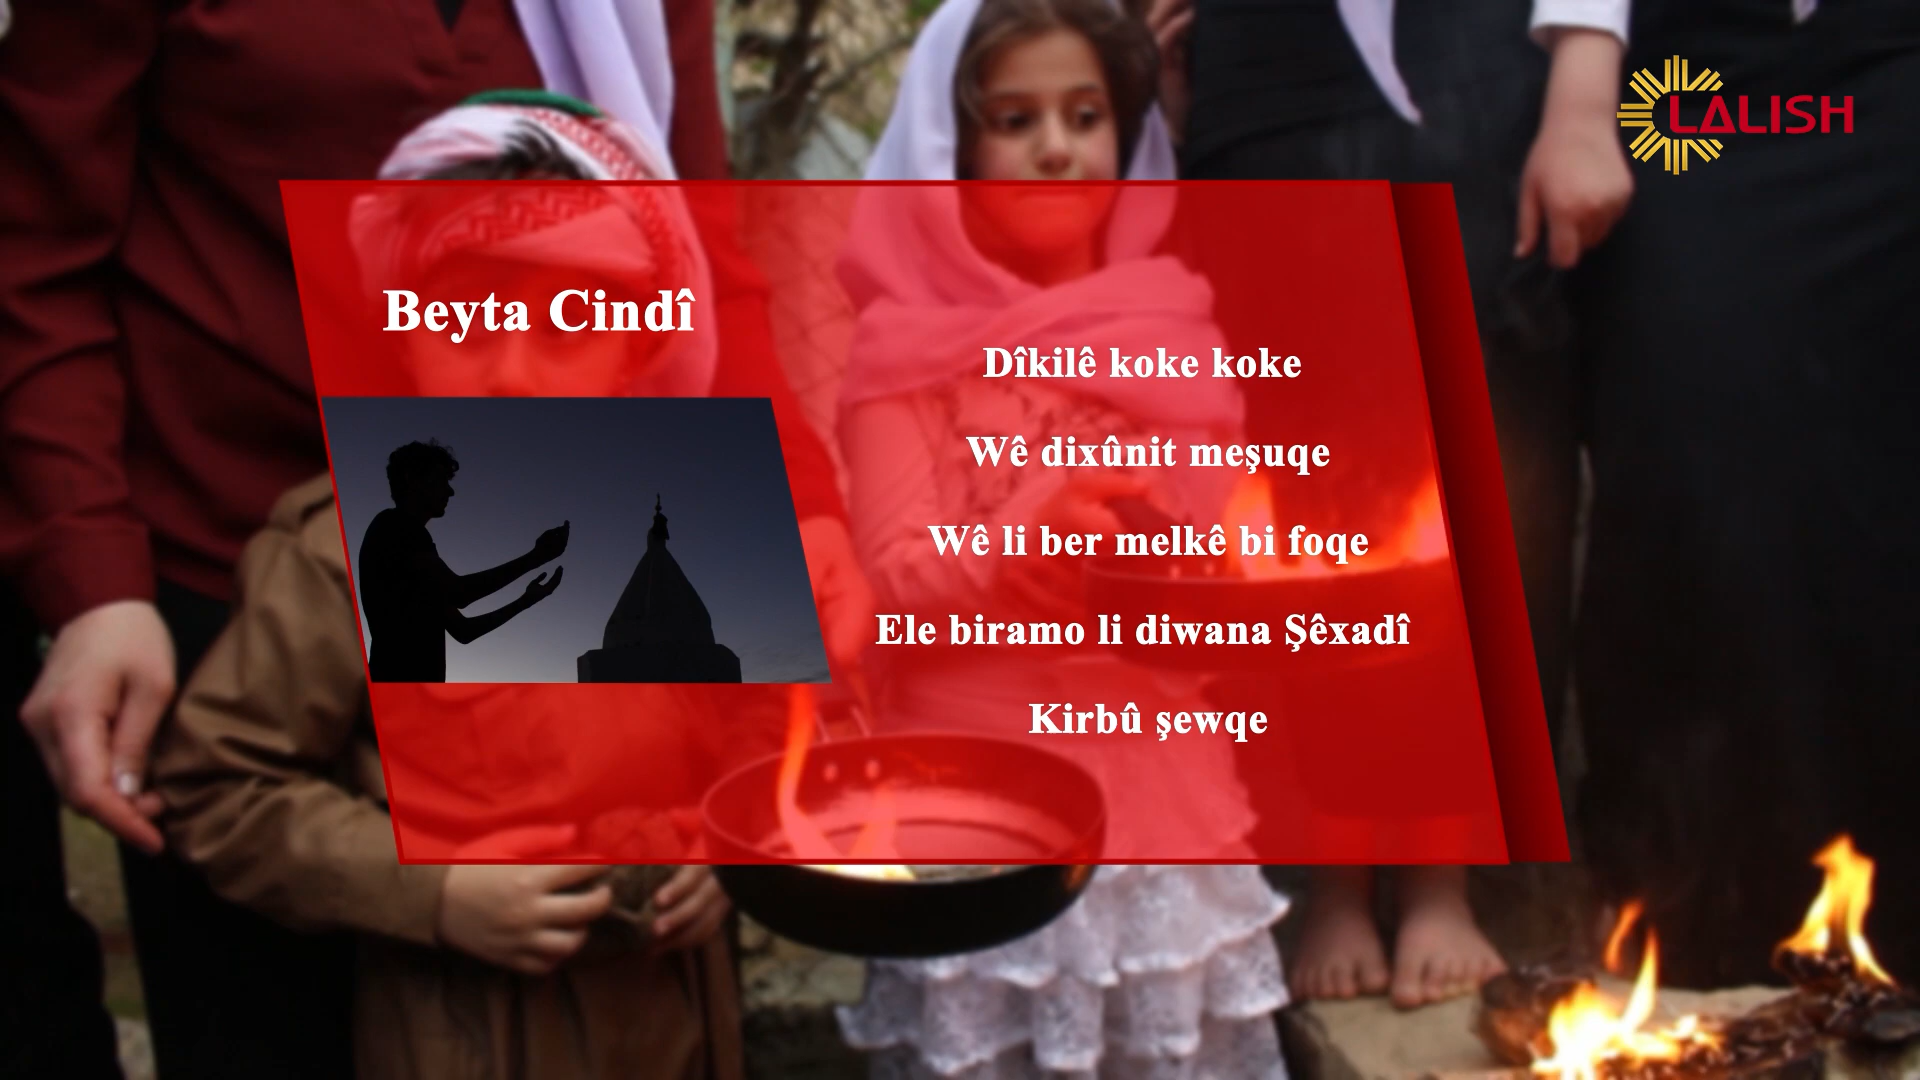 LALISH
Beyta Cindî
Dîkilê koke koke
Wê dixûnit meşuqe
Wê li ber melkê bi foqe
Ele biramo li diwana Şêxadî
Kirbû şewqe